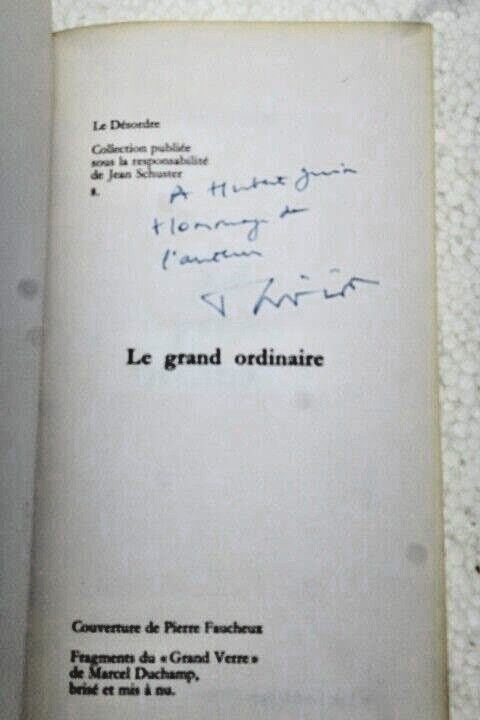 Le Désordre
Collection publiée
sous la responsabilité
de Jean Schuster
8.
A Hubert Juin
Hommage de
l'auteur
Le grand ordinaire
Couverture de Pierre Faucheux
Fragments du « Grand Verre »
de Marcel Duchamp,
brisé et mis à nu.